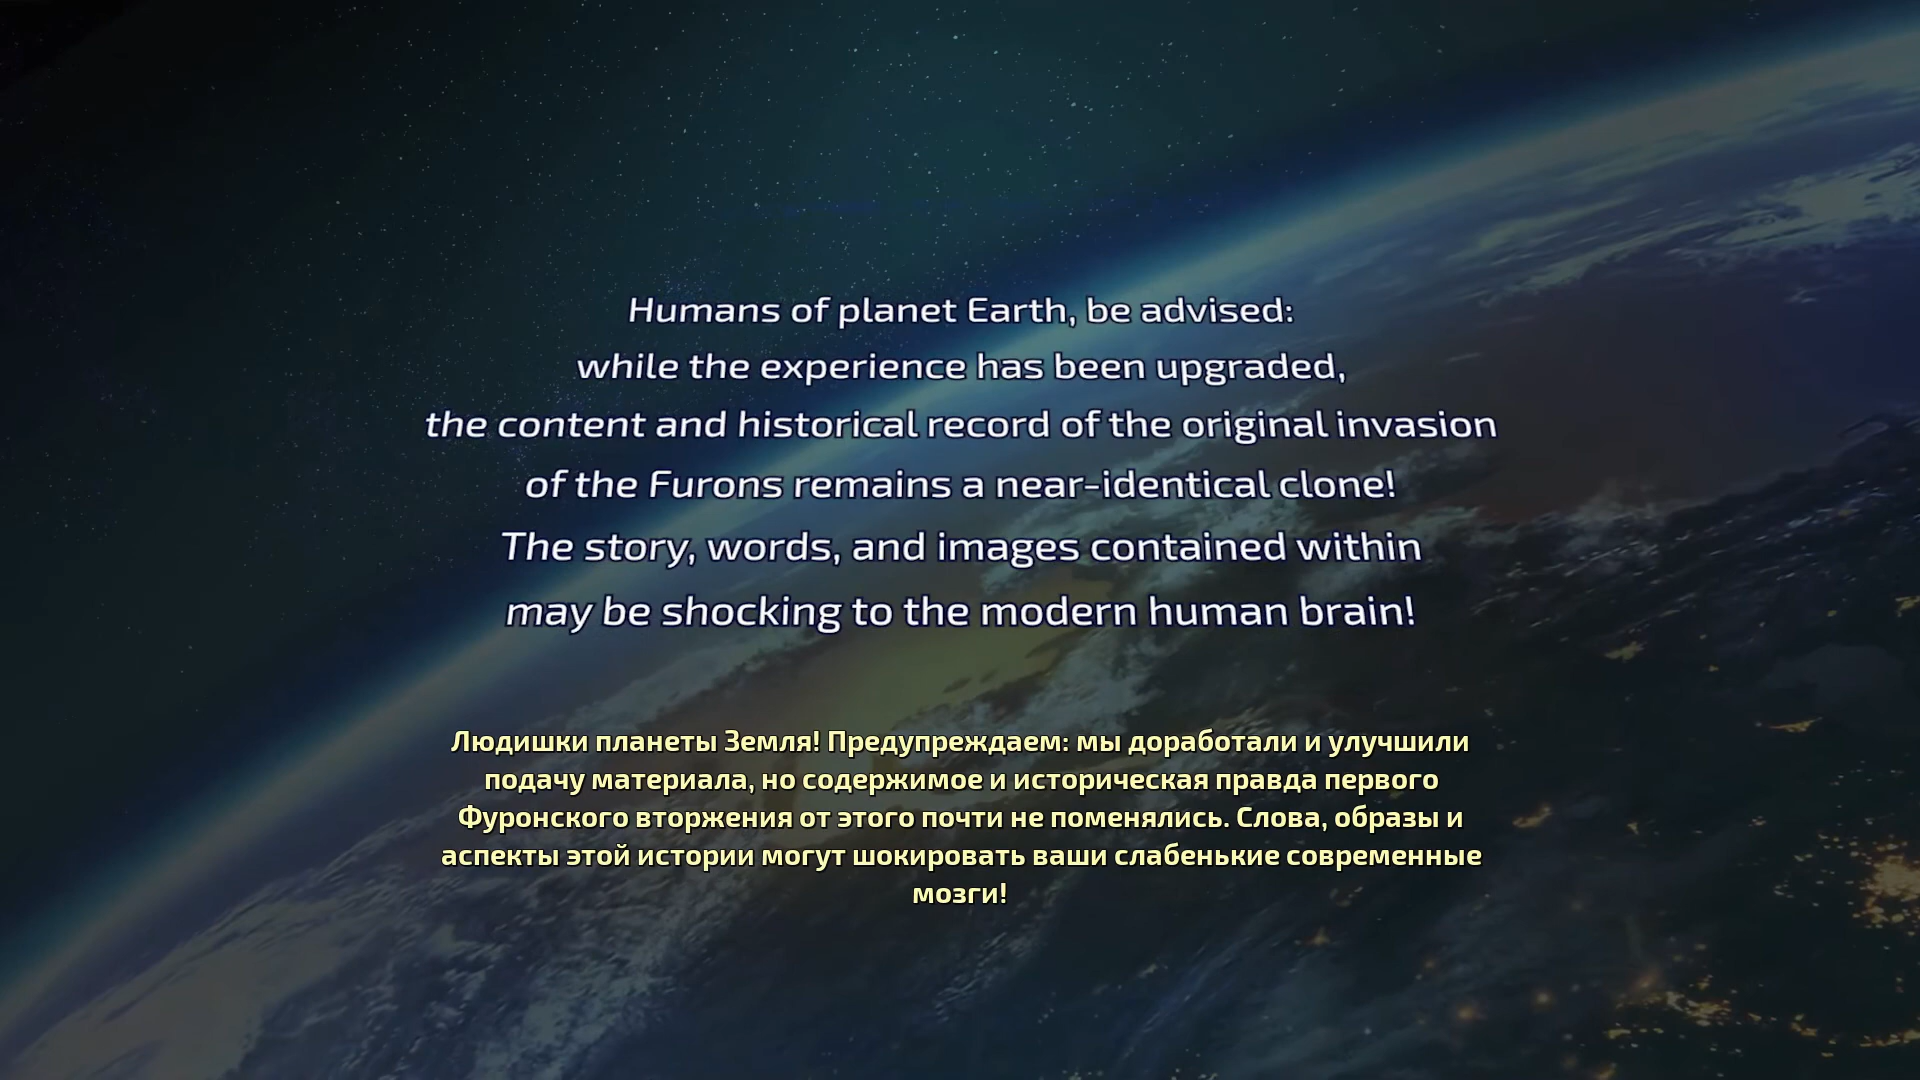 Humans of planet Earth, be advised:
while the experience has been upgraded,
the content and historical record of the original invasion
of the Furons remains a near-identical clone!
The story, words, and images contained within
may be shocking to the modern human brain!
Людишки планеты Земля! Предупреждаем: мы доработали и улучшили
подачу материала, но содержимое и историческая правда первого
Фуронского вторжения от этого почти не поменялись. Слова, образы и
аспекты этой истории могут шокировать ваши слабенькие современные
мозги!